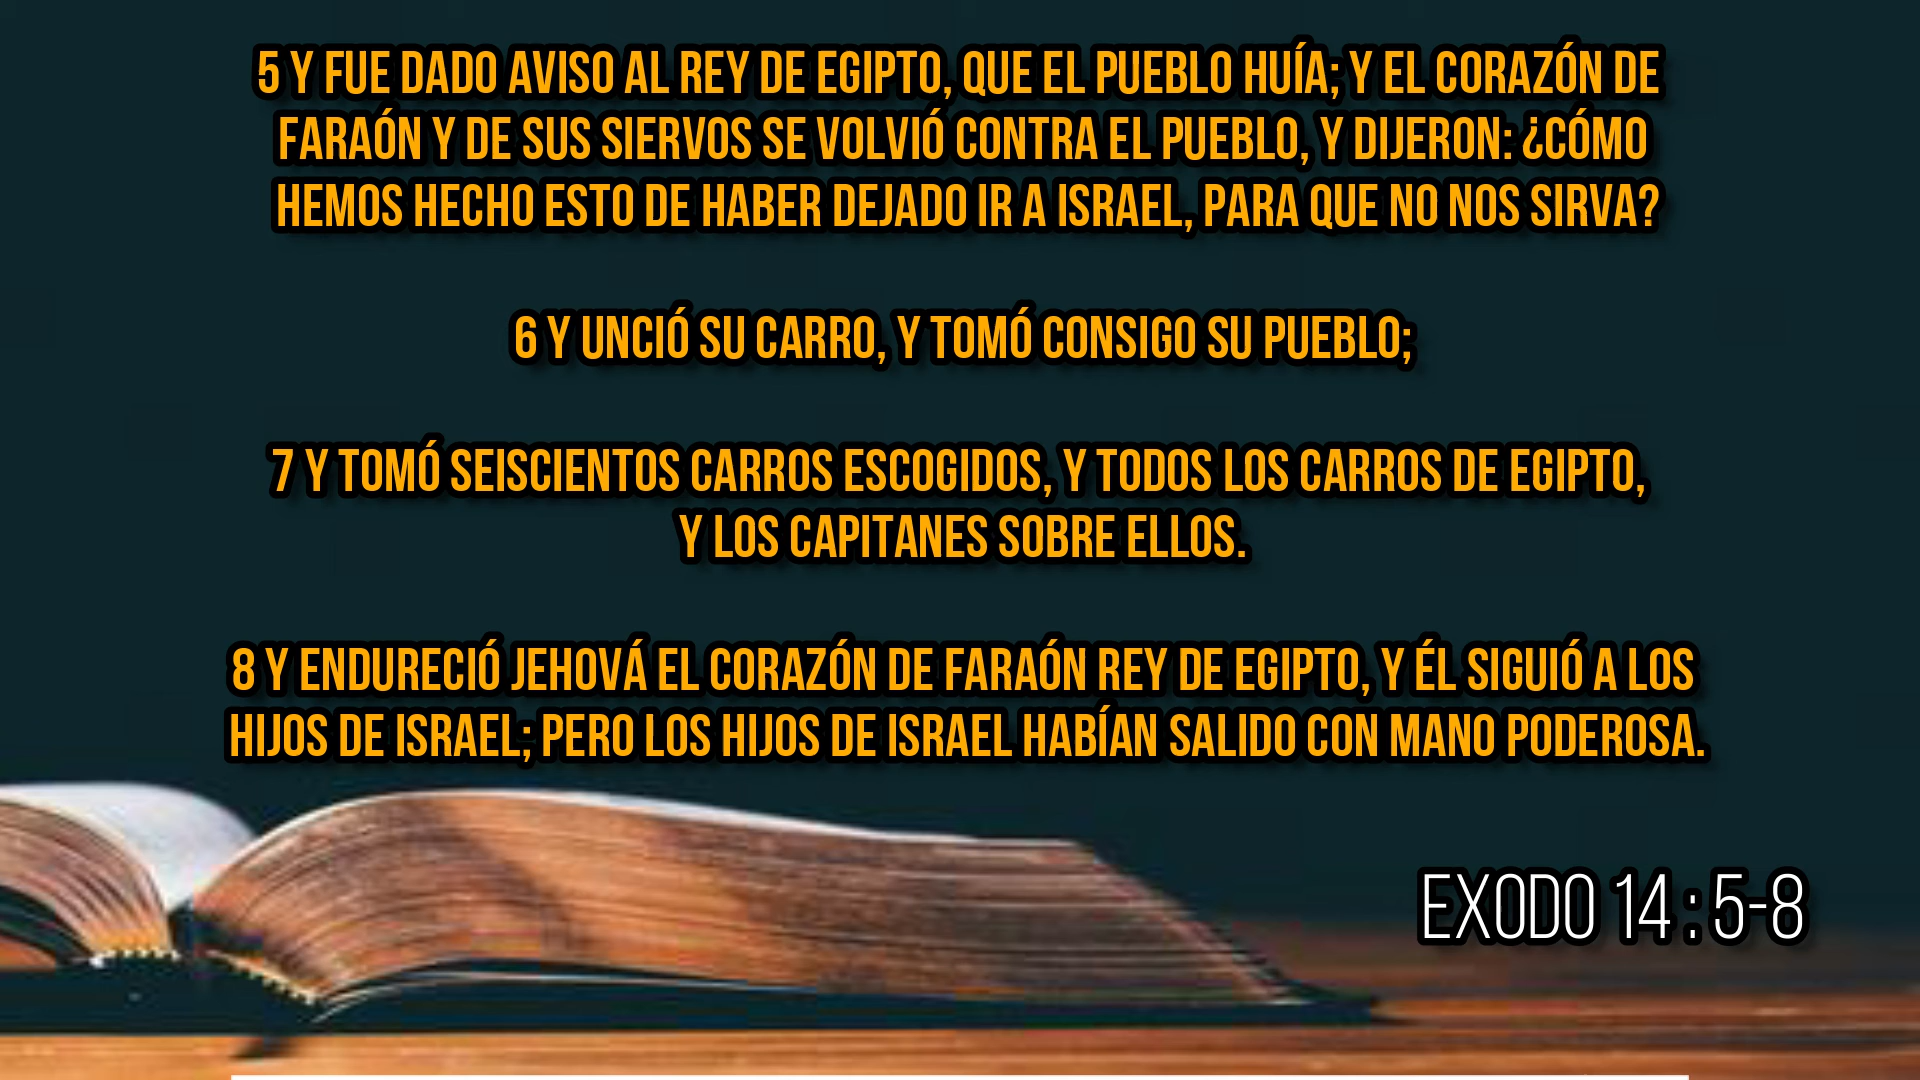 5 Y FUE DADO AVISO AL REY DE EGIPTO, QUE EL PUEBLO HUÍA; Y EL CORAZÓN DE
FARAÓN Y DE SUS SIERVOS SE VOLVIÓ CONTRA EL PUEBLO, Y DIJERON: ¿CÓMO
HEMOS HECHO ESTO DE HABER DEJADO IR A ISRAEL, PARA QUE NO NOS SIRVA?
6 Y UNCIÓ SU CARRO, Y TOMÓ CONSIGO SU PUEBLO;
7 Y TOMÓ SEISCIENTOS CARROS ESCOGIDOS, Y TODOS LOS CARROS DE EGIPTO,
Y LOS CAPITANES SOBRE ELLOS.
8 Y ENDURECIÓ JEHOVÁ EL CORAZÓN DE FARAÓN REY DE EGIPTO, Y ÉL SIGUIÓ A LOS
HIJOS DE ISRAEL; PERO LOS HIJOS DE ISRAEL HABÍAN SALIDO CON MANO PODEROSA.
EXODO 14 : 5-8